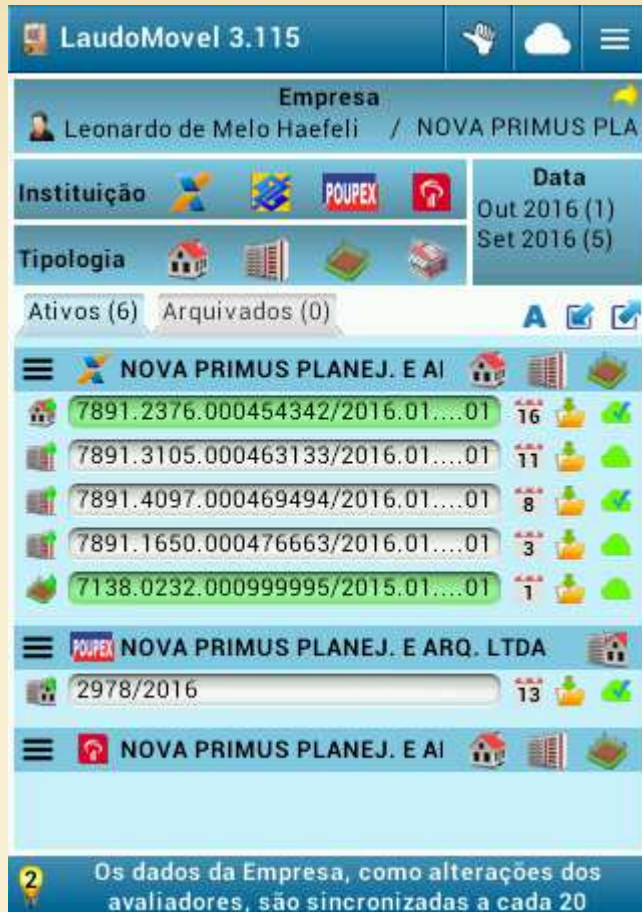 LaudoMovel 3.115
Empresa
Leonardo de Melo Haefeli / NOVA PRIMUS PLA
Instituição POUPEX
Data
Out 2016 (1)
Set 2016 (5)
Tipologia
Ativos (6) Arquivados (0) A
NOVA PRIMUS PLANEJ. E AI
7891.2376.000454342/2016.01....01 16
7891.3105.000463133/2016.01....01 11
7891.4097.000469494/2016.01....01 8
7891.1650.000476663/2016.01....01 3
7138.0232.000999995/2015.01....01 1
POUPEX NOVA PRIMUS PLANEJ. E ARQ. LTDA
2978/2016 13
NOVA PRIMUS PLANEJ. E AI
2 Os dados da Empresa, como alterações dos
avaliadores, são sincronizadas a cada 20